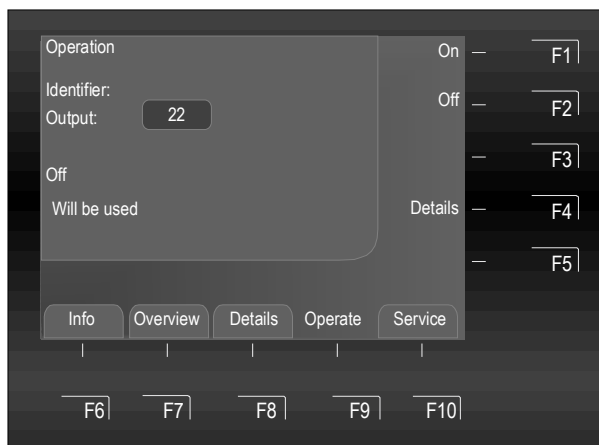 Operation
On
F1
Identifier:
Off
F2
Output:
22
F3
Off
Will be used
Details
F4
F5
Info
Overview
Details
Operate
Service
F6
F7
F8
F9
F10